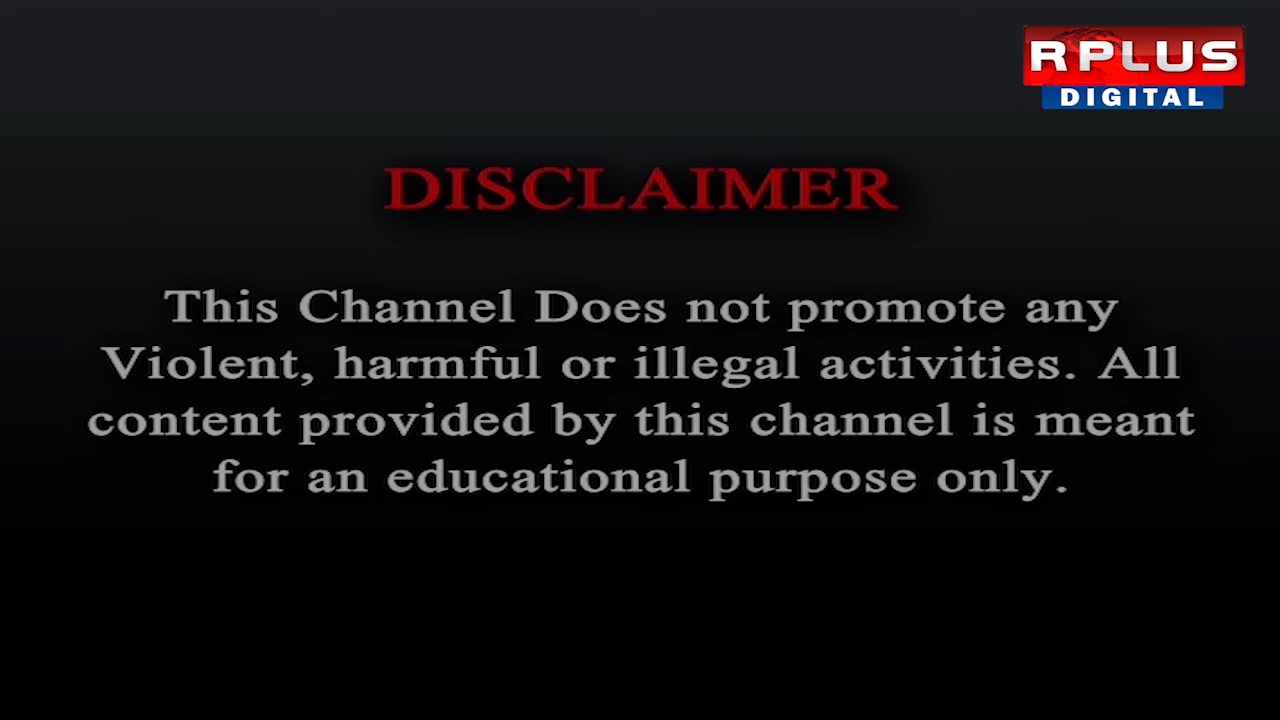 RPLUS
DIGITAL
DISCLAIMER
This Channel Does not promote any
Violent, harmful or illegal activities. All
content provided by this channel is meant
for an educational purpose only.